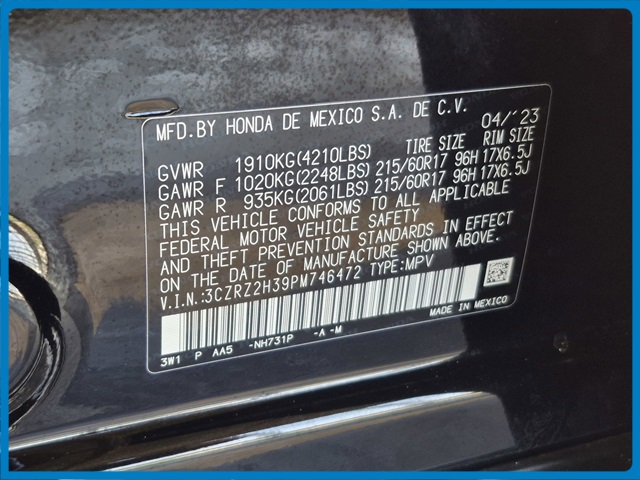 MFD.BY HONDA DE MEXICO S.A. DE C.V. 04/'23
TIRE SIZE RIM SIZE
GVWR 1910KG(4210LBS)
GAWR F 1020KG(2248LBS) 215/60R17 96H 17X6.5J
GAWR R 935KG(2061LBS) 215/60R17 96H 17X6.5J
THIS VEHICLE CONFORMS TO ALL APPLICABLE
FEDERAL MOTOR VEHICLE SAFETY
AND THEFT PREVENTION STANDARDS IN EFFECT
ON THE DATE OF MANUFACTURE SHOWN ABOVE.
V.I.N.:3CZRZ2H39PM746472 TYPE:MPV
MADE IN MEXICO
3W1 P AA5 -NH731P -A -M